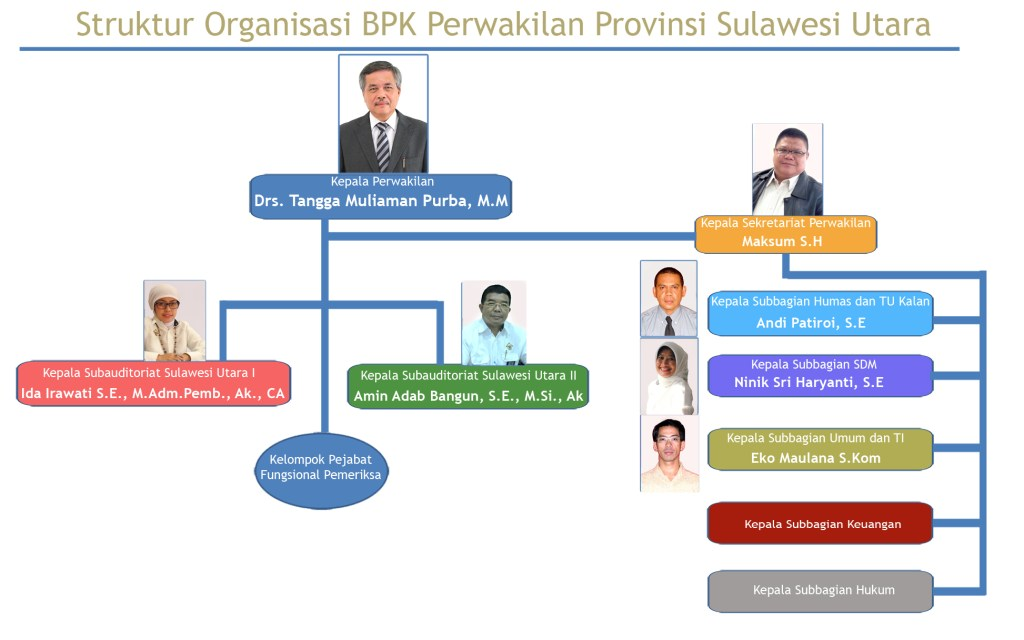 Struktur Organisasi BPK Perwakilan Provinsi Sulawesi Utara
Kepala Perwakilan
Drs. Tangga Muliaman Purba, M.M
Kepala Sekretariat Perwakilan
Maksum S.H
Kepala Subbagian Humas dan TU Kalan
Andi Patiroi, S.E
Kepala Subauditoriat Sulawesi Utara I
Ida Irawati S.E., M.Adm.Pemb., Ak., CA
Kepala Subauditoriat Sulawesi Utara II
Amin Adab Bangun, S.E., M.Si., Ak
Kepala Subbagian SDM
Ninik Sri Haryanti, S.E
Kelompok Pejabat
Fungsional Pemeriksa
Kepala Subbagian Umum dan TI
Eko Maulana S.Kom
Kepala Subbagian Keuangan
Kepala Subbagian Hukum